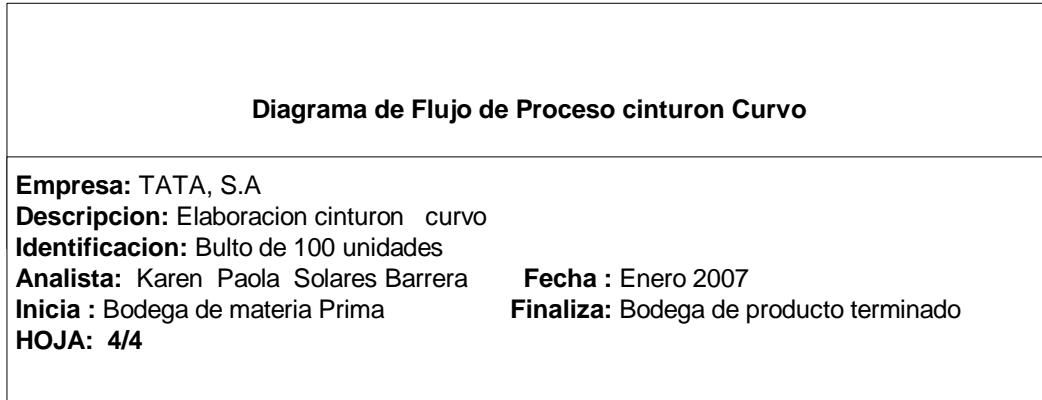 Diagrama de Flujo de Proceso cinturon Curvo
Empresa: TATA, S.A
Descripcion: Elaboracion cinturon curvo
Identificacion: Bulto de 100 unidades
Analista: Karen Paola Solares Barrera Fecha : Enero 2007
Inicia : Bodega de materia Prima Finaliza: Bodega de producto terminado
HOJA: 4/4